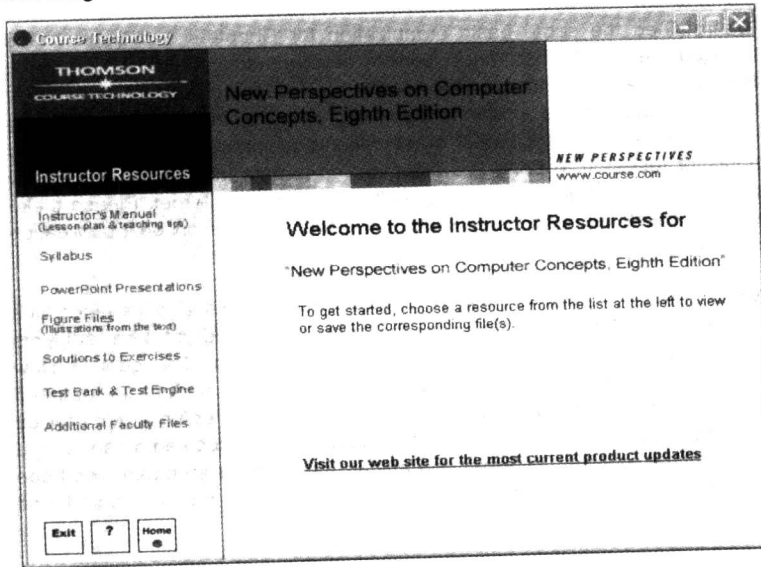 Course Technology
THOMSON
COURSE TECHNOLOGY
Instructor Resources
New Perspectives on Computer
Concepts, Eighth Edition
NEW PERSPECTIVES
www.course.com
Instructor's Manual
(Lesson plan & teaching tips)
Syllabus
PowerPoint Presentations
Figure Files
(Illustrations from the text)
Solutions to Exercises
Test Bank & Test Engine
Additional Faculty Files
Exit
?
Home
Welcome to the Instructor Resources for
"New Perspectives on Computer Concepts, Eighth Edition"
To get started, choose a resource from the list at the left to view
or save the corresponding file(s).
Visit our web site for the most current product updates